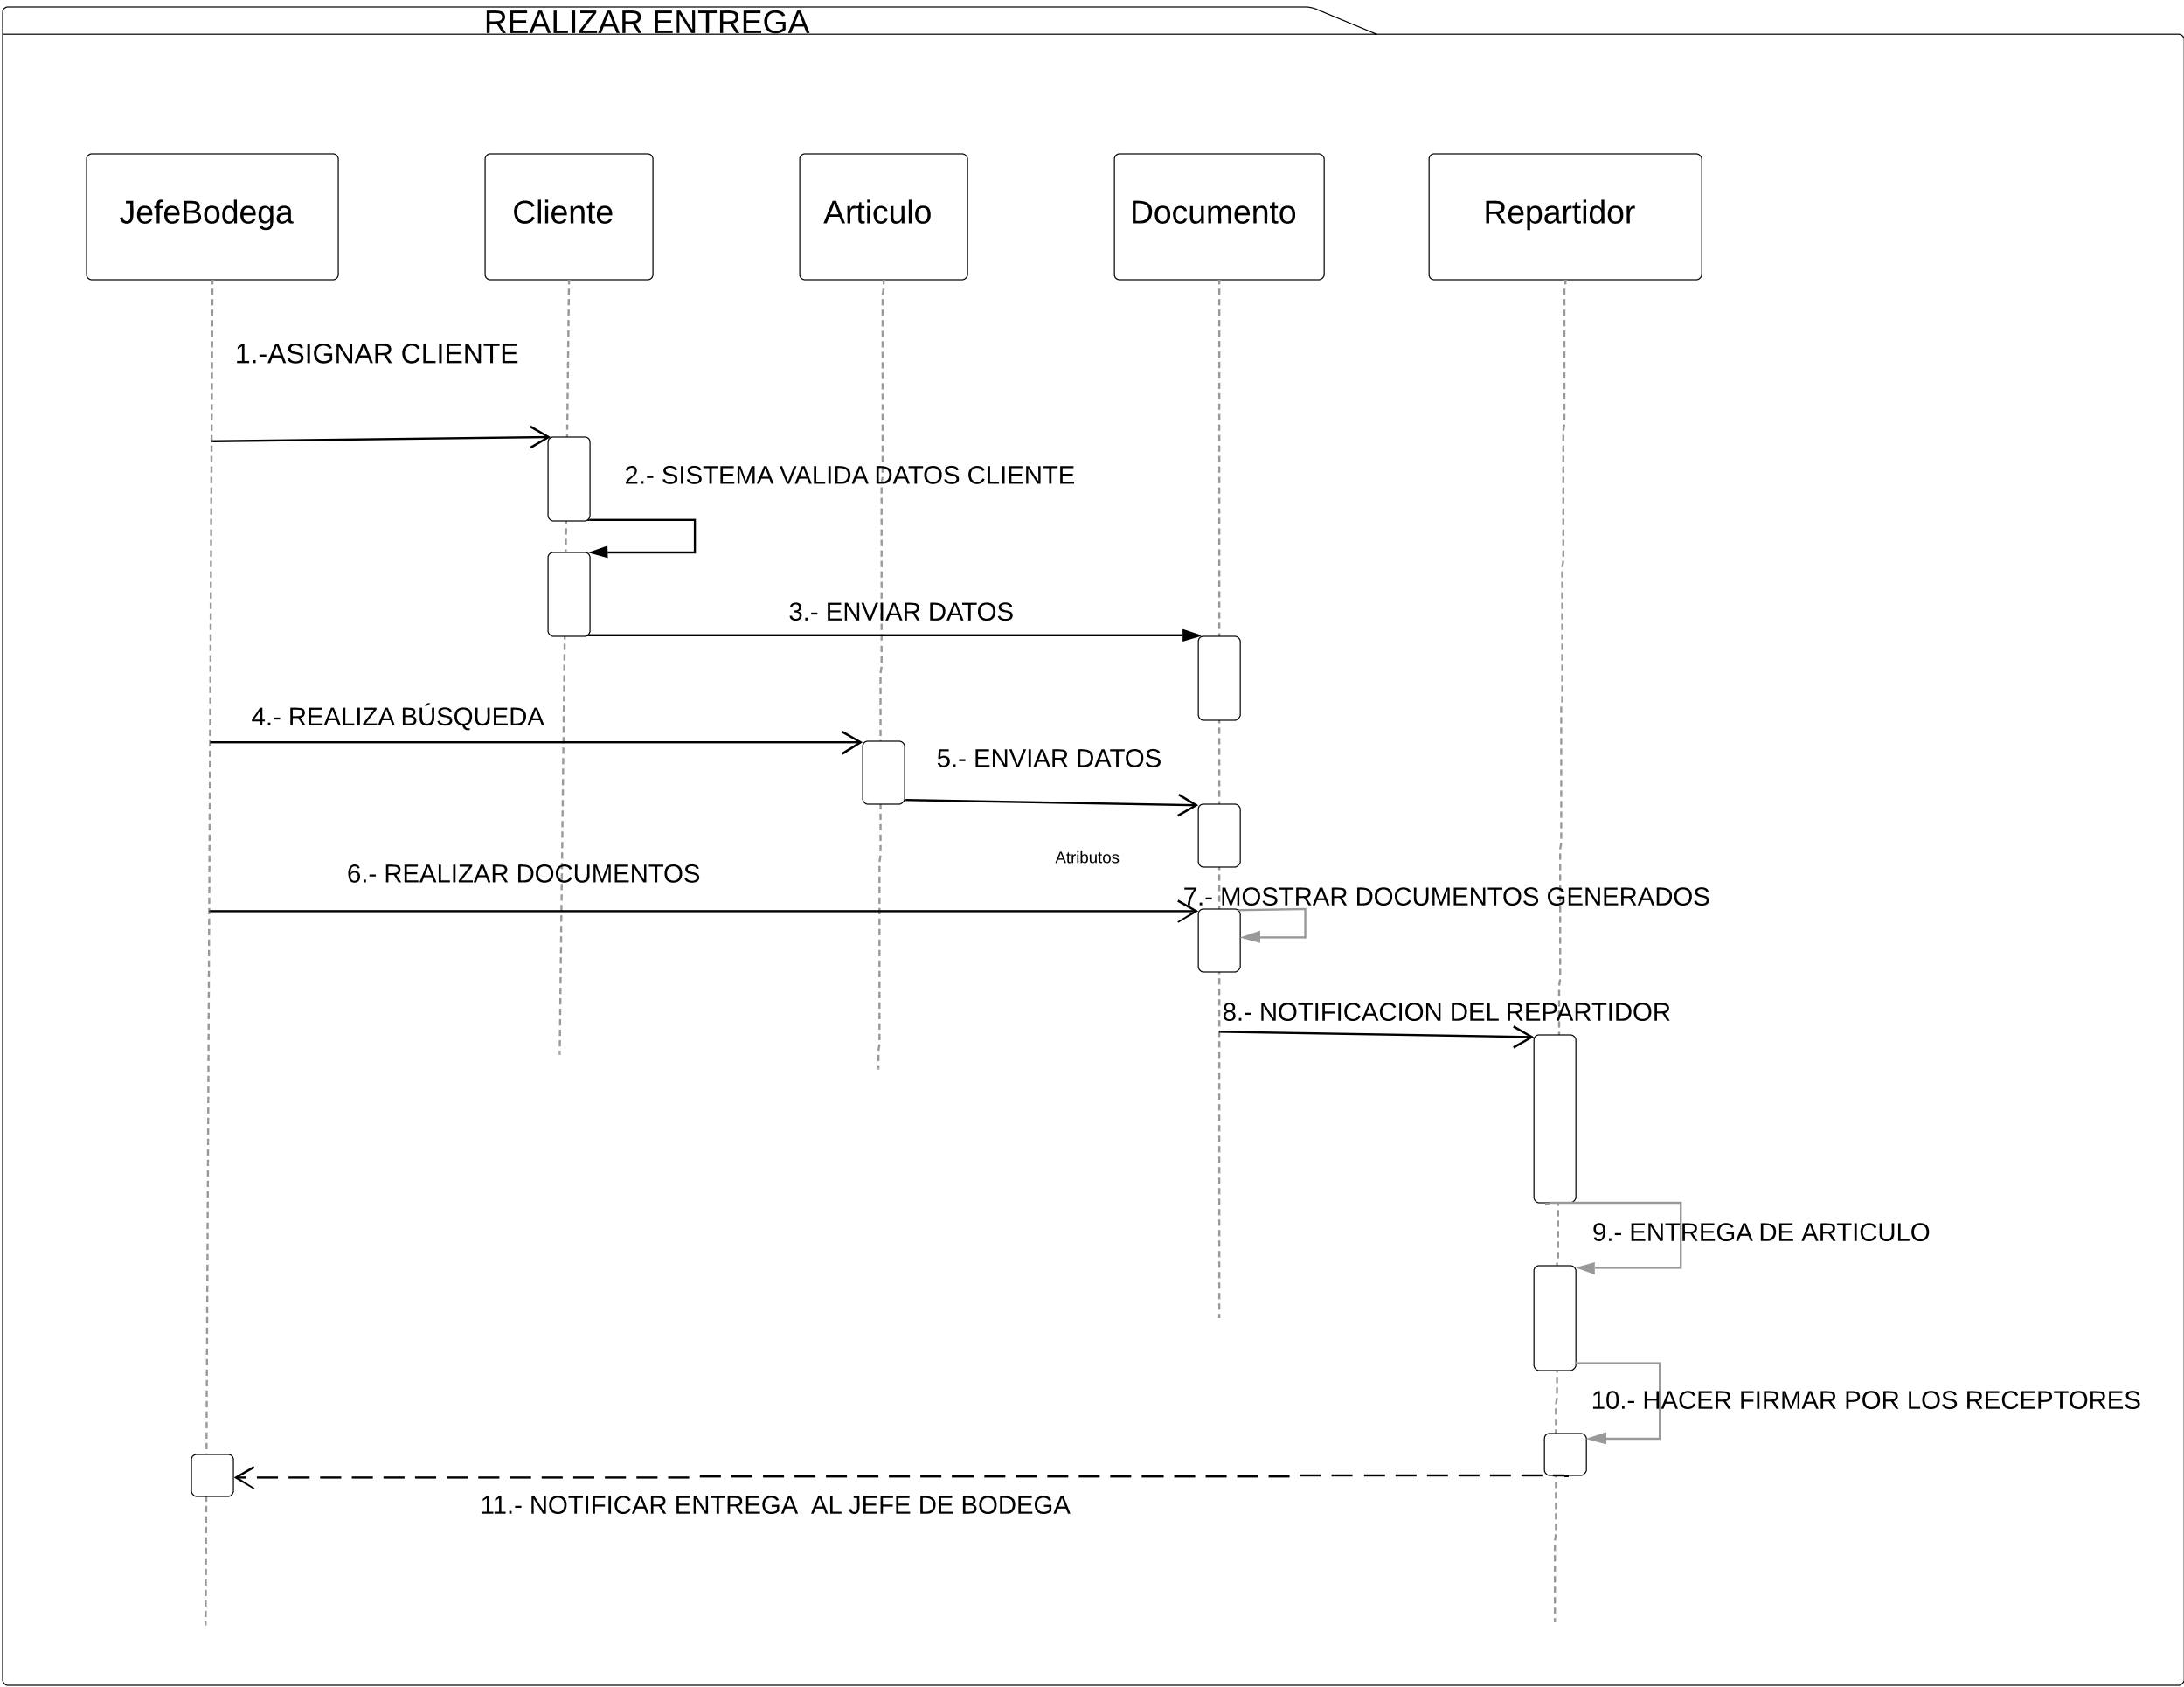 REALIZAR ENTREGA
JefeBodega
Cliente
Articulo
Documento
Repartidor
1.-ASIGNAR CLIENTE
2.- SISTEMA VALIDA DATOS CLIENTE
3.- ENVIAR DATOS
4.- REALIZA BÚSQUEDA
5.- ENVIAR DATOS
Atributos
6.- REALIZAR DOCUMENTOS
7.- MOSTRAR DOCUMENTOS GENERADOS
8.- NOTIFICACION DEL REPARTIDOR
9.- ENTREGA DE ARTICULO
10.- HACER FIRMAR POR LOS RECEPTORES
11.- NOTIFICAR ENTREGA  AL JEFE DE BODEGA